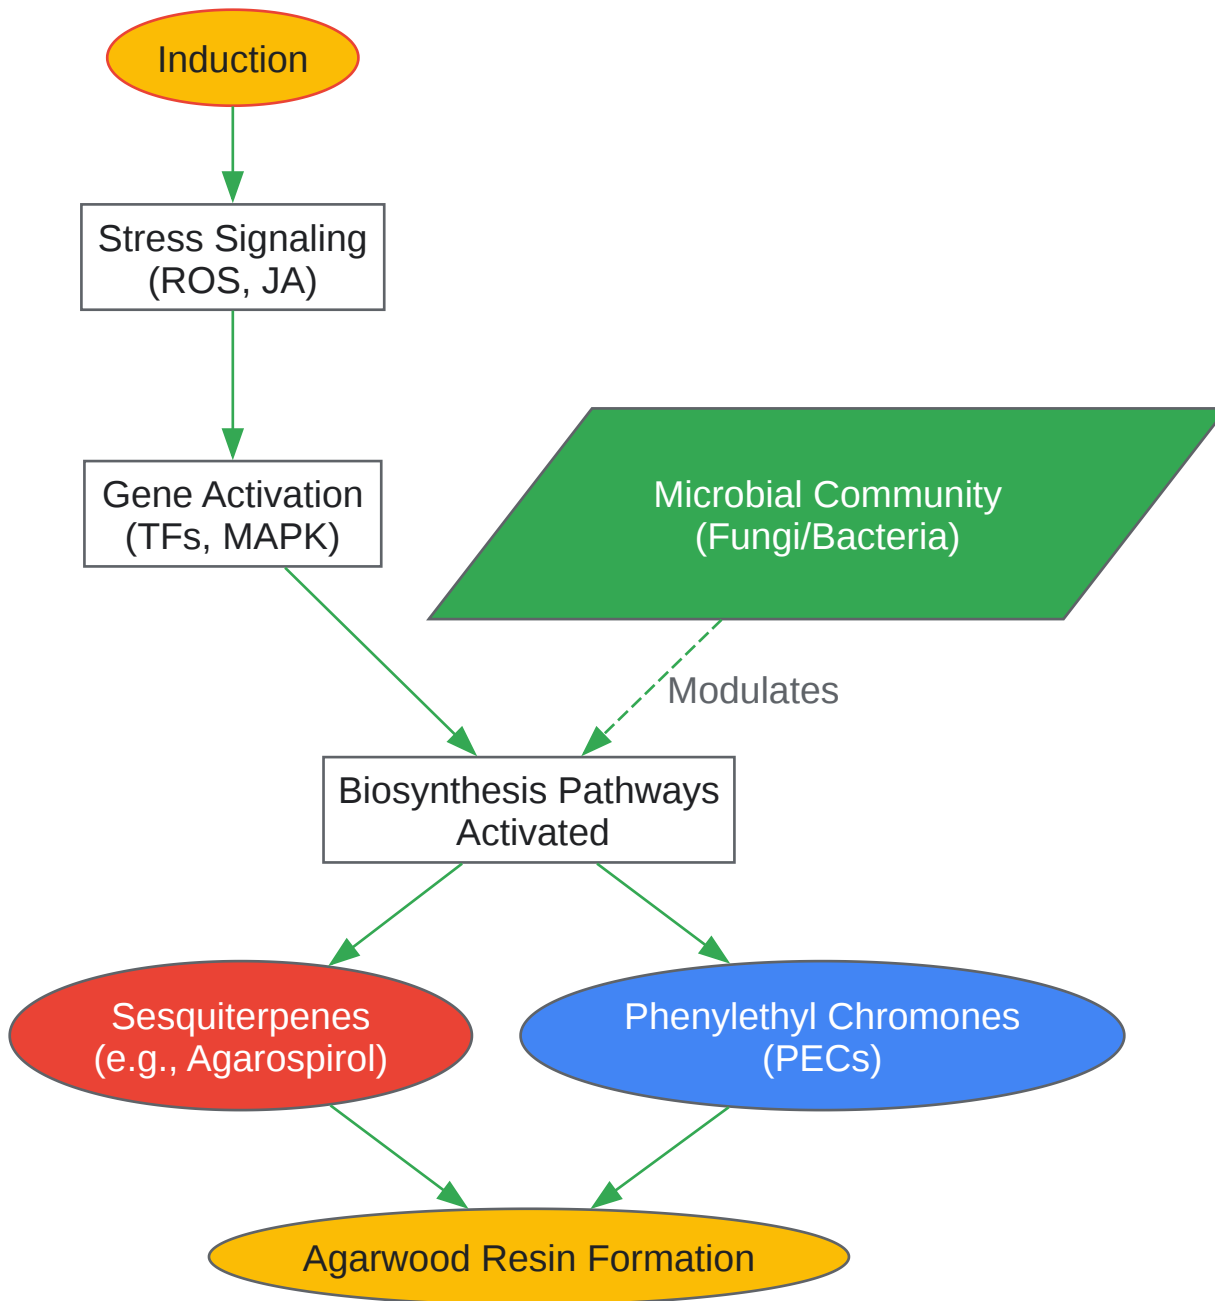 Induction
Stress Signaling
(ROS, JA)
Gene Activation
(TFs, MAPK)
Microbial Community
(Fungi/Bacteria)
Modulates
Biosynthesis Pathways
Activated
Sesquiterpenes
(e.g., Agarospirol)
Phenylethyl Chromones
(PECs)
Agarwood Resin Formation